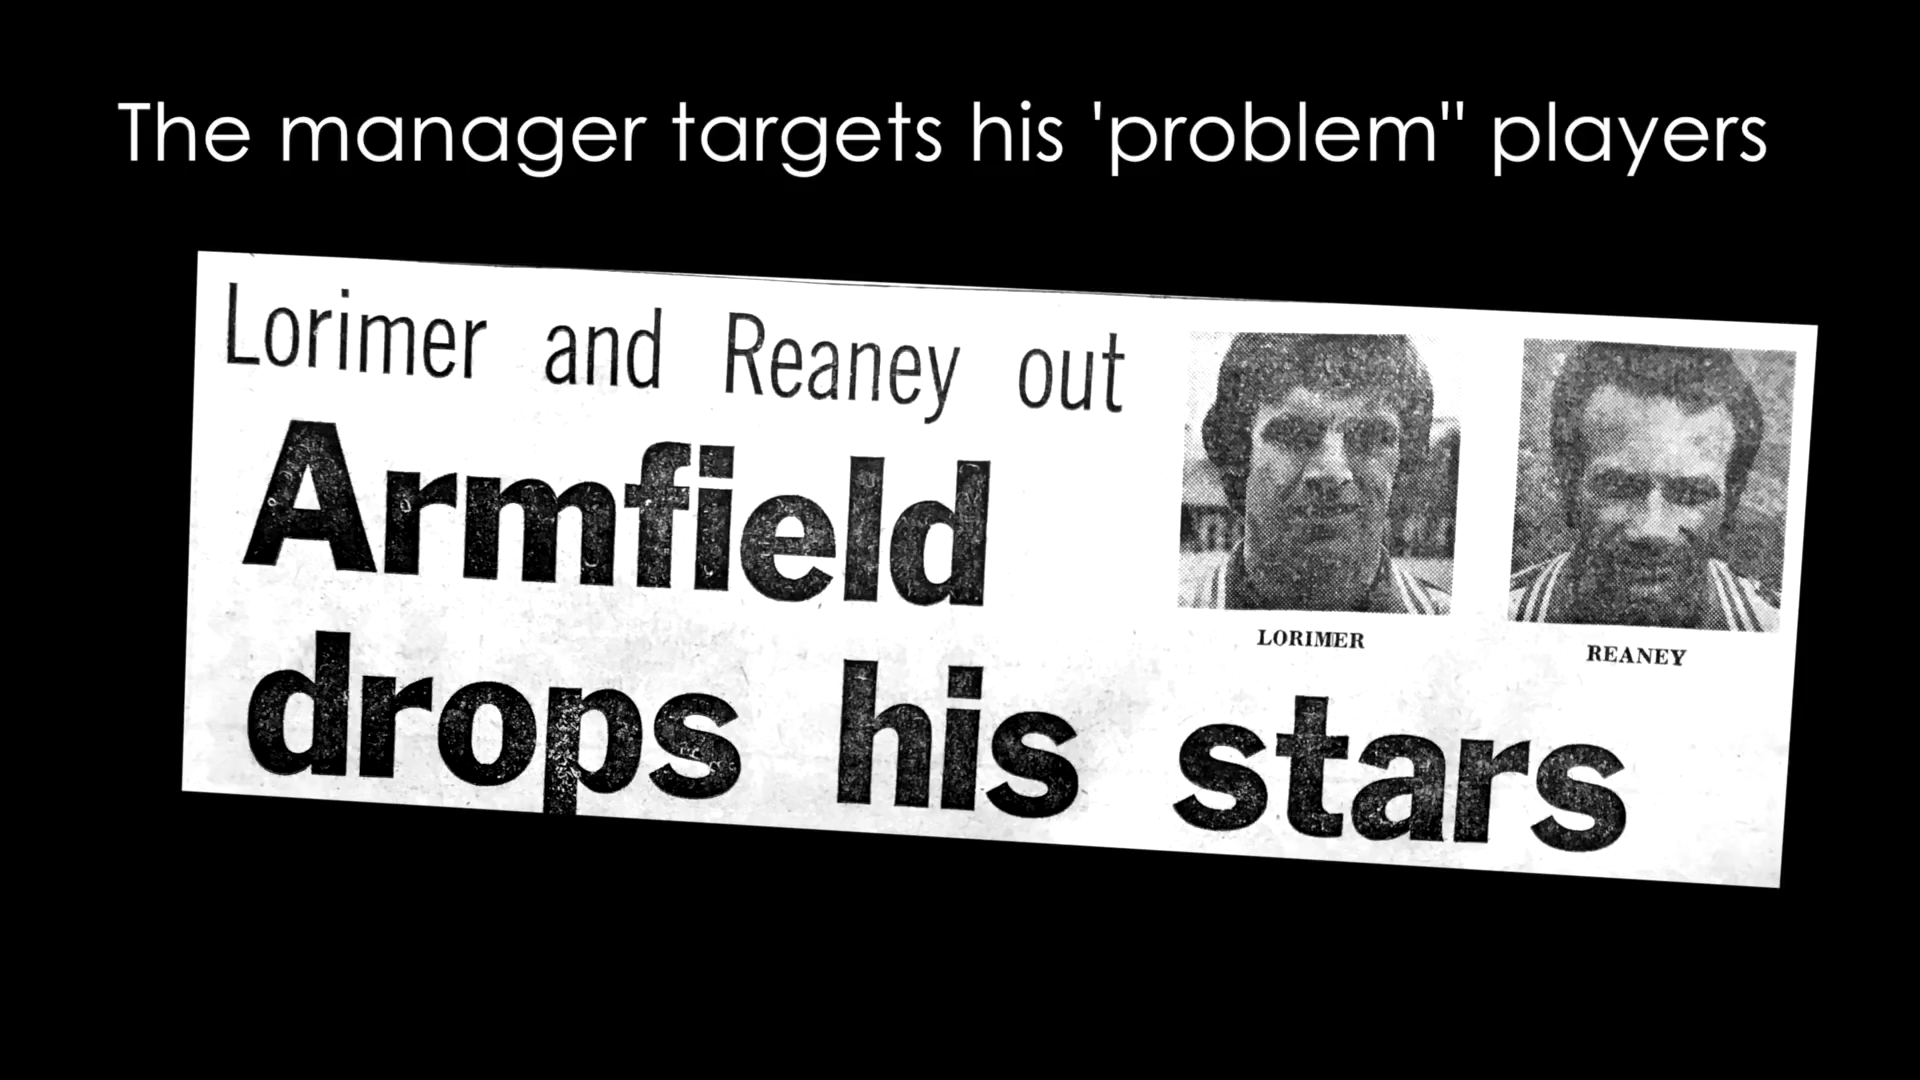 The manager targets his 'problem" players
Lorimer and Reaney out
Armfield
drops his stars
LORIMER
REANEY